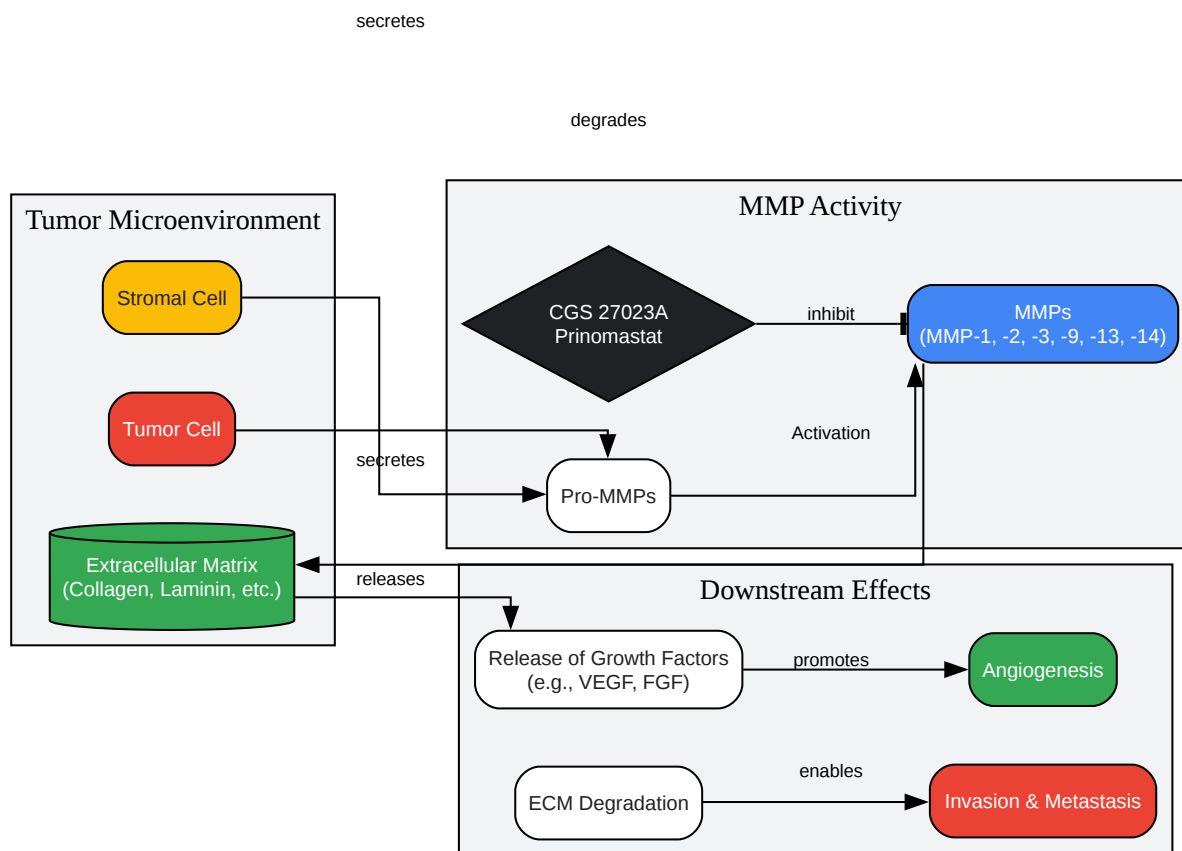 secretes
degrades
Tumor Microenvironment
MMP Activity
Stromal Cell
CGS 27023A
Prinomastat
inhibit
MMPs
(MMP-1, -2, -3, -9, -13, -14)
Tumor Cell
secretes
Activation
Pro-MMPs
Extracellular Matrix
(Collagen, Laminin, etc.)
releases
Downstream Effects
Release of Growth Factors
(e.g., VEGF, FGF)
promotes
Angiogenesis
ECM Degradation
enables
Invasion & Metastasis